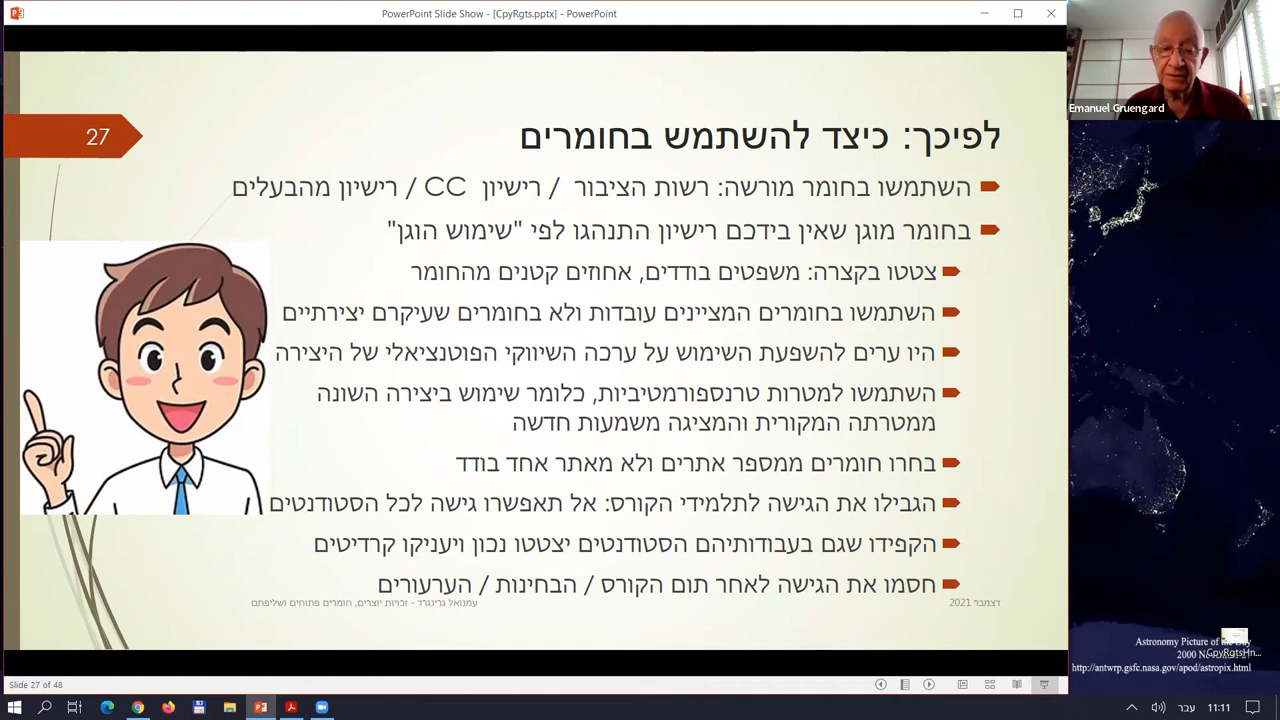 PowerPoint Slide Show - [CpyRgts.pptx] - PowerPoint
Emanuel Gruengard
27
לפיכך: כיצד להשתמש בחומרים
השתמשו בחומר מורשה: רשות הציבור / רישיון CC / רישיון מהבעלים
בחומר מוגן שאין בידכם רישיון התנהגו לפי "שימוש הוגן"
צטטו בקצרה: משפטים בודדים, אחוזים קטנים מהחומר
השתמשו בחומרים המציינים עובדות ולא בחומרים שעיקרם יצירתיים
היו ערים להשפעת השימוש על ערכה השיווקי הפוטנציאלי של היצירה
השתמשו למטרות טרנספורמטיביות, כלומר שימוש ביצירה השונה
ממטרתה המקורית והמציגה משמעות חדשה
בחרו חומרים ממספר אתרים ולא מאתר אחד בודד
הגבילו את הגישה לתלמידי הקורס: אל תאפשרו גישה לכל הסטודנטים
הקפידו שגם בעבודותיהם הסטודנטים יצטטו נכון ויעניקו קרדיטים
חסמו את הגישה לאחר תום הקורס / הבחינות / הערעורים
דצמבר 2021
עמנואל גרינגרד - זכויות יוצרים, חומרים פתוחים ושליפתם
Astronomy Picture of the Day
2000
CpyRgtsHn...
http://antwrp.gsfc.nasa.gov/apod/astropix.html
Slide 27 of 48
עבר
11:11